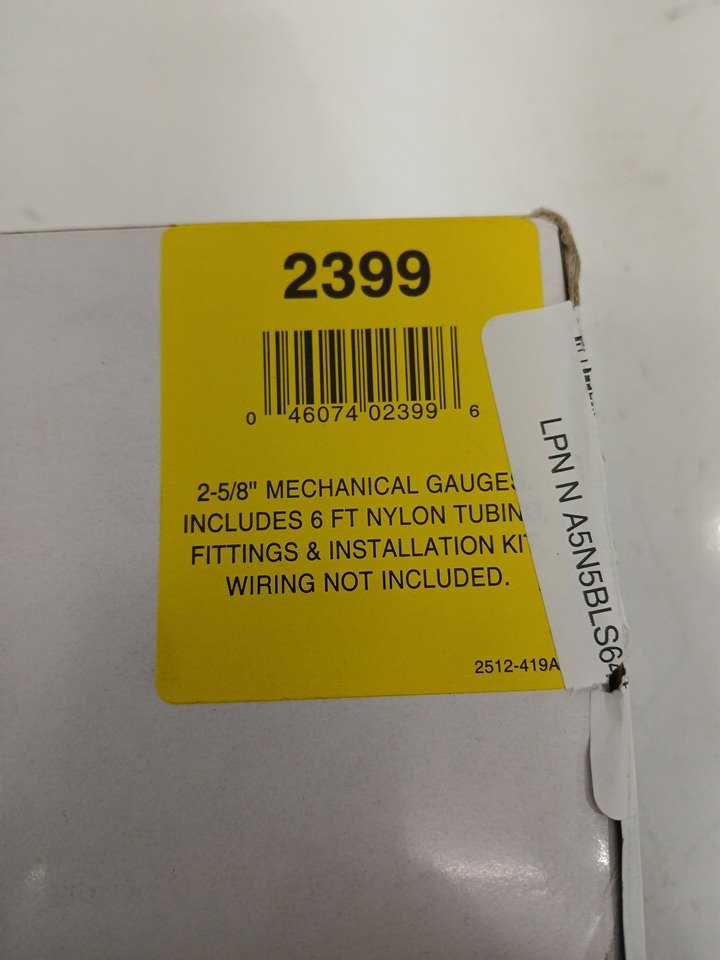 2399
0 46074 02399 6
2-5/8" MECHANICAL GAUGES
INCLUDES 6 FT NYLON TUBING
FITTINGS & INSTALLATION KIT
WIRING NOT INCLUDED.
2512-419A
LPN N A5N5BLS64